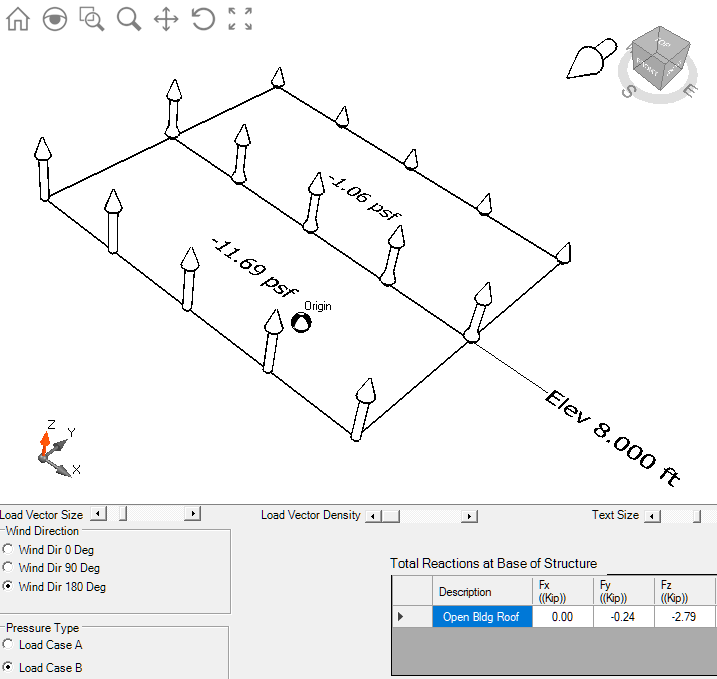 TOP
FRONT
S
E
-1.06 psf
-11.69 psf
Origin
Elev 8.000 ft
Z
Y
X
Load Vector Size
Load Vector Density
Text Size
Wind Direction
Wind Dir 0 Deg
Wind Dir 90 Deg
Wind Dir 180 Deg
Pressure Type
Load Case A
Load Case B
Total Reactions at Base of Structure
Description Fx ((Kip)) Fy ((Kip)) Fz ((Kip))
Open Bldg Roof 0.00 -0.24 -2.79